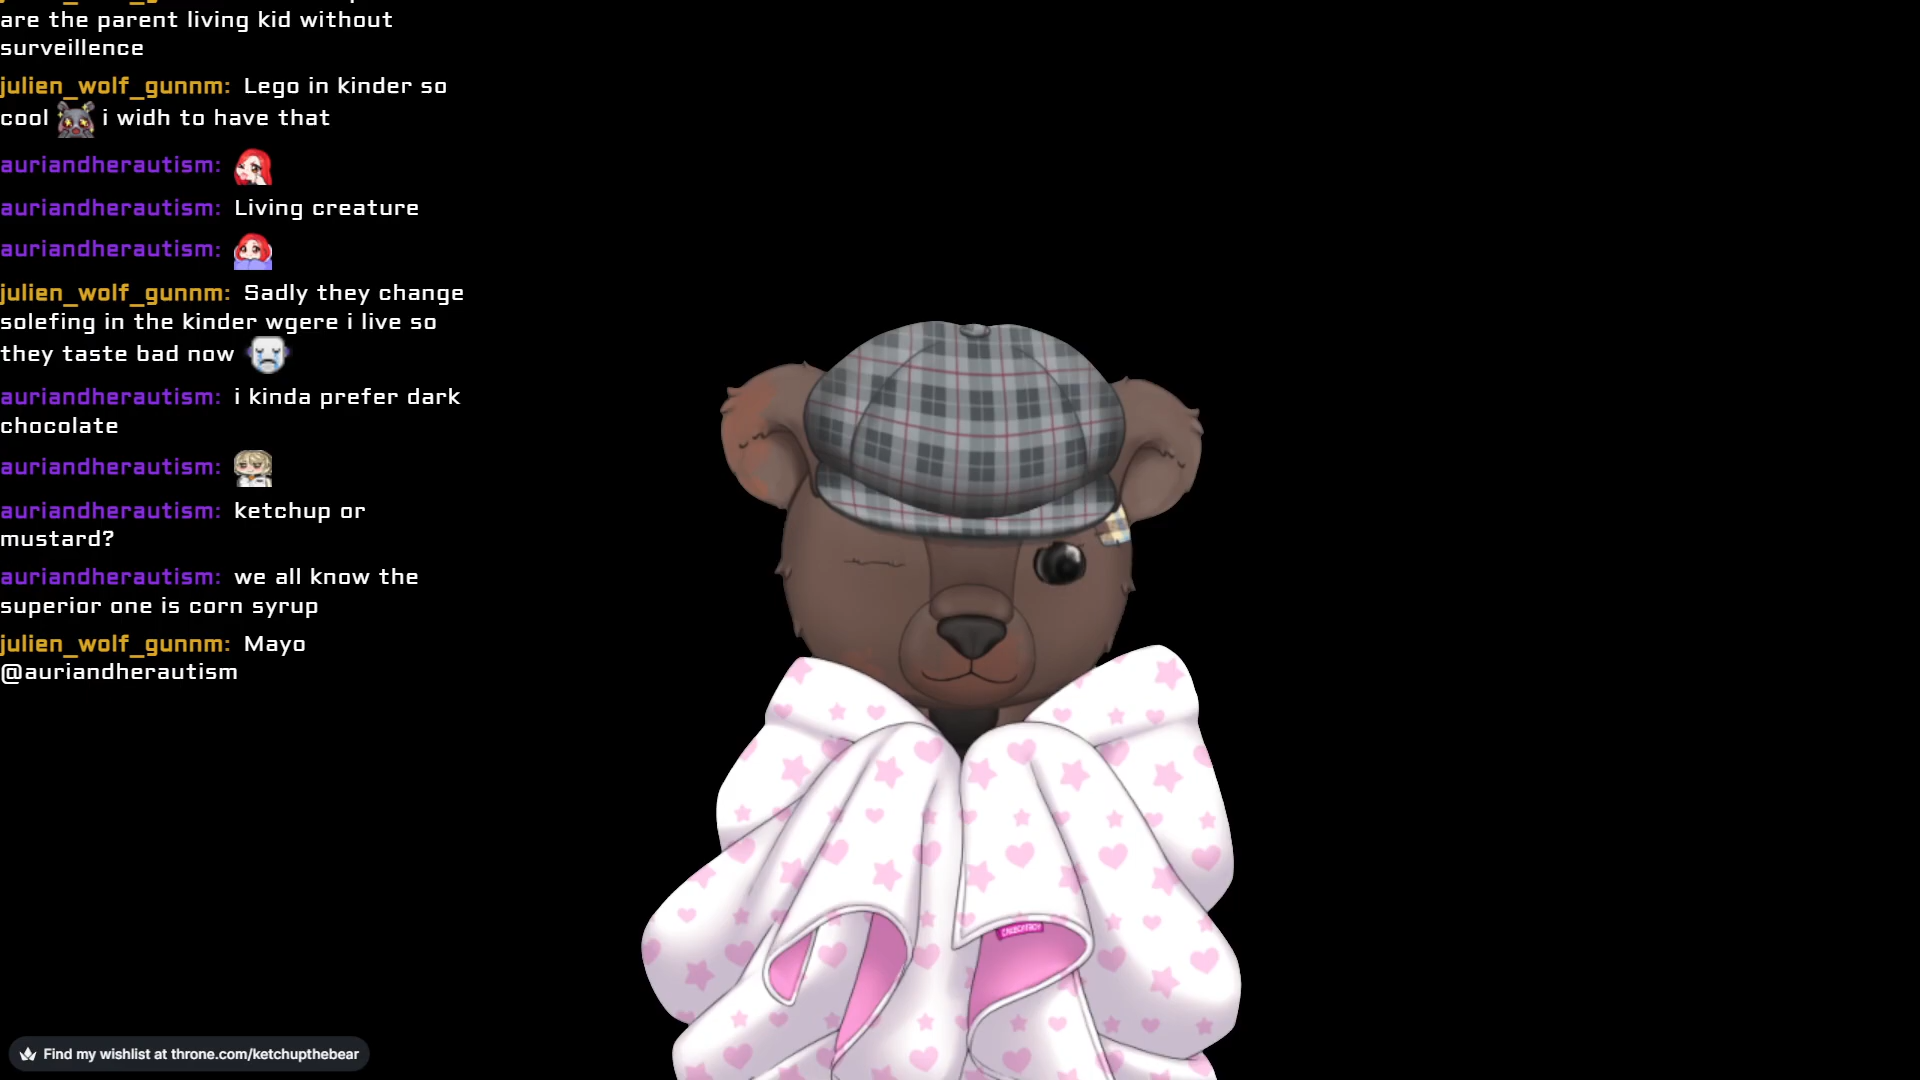 are the parent living kid without
surveillence
julien_wolf_gunnm: Lego in kinder so
cool i widh to have that
auriandherautism:
auriandherautism: Living creature
auriandherautism:
julien_wolf_gunnm: Sadly they change
solefing in the kinder wgere i live so
they taste bad now
auriandherautism: i kinda prefer dark
chocolate
auriandherautism:
auriandherautism: ketchup or
mustard?
auriandherautism: we all know the
superior one is corn syrup
julien_wolf_gunnm: Mayo
@auriandherautism
Find my wishlist at throne.com/ketchupthebear